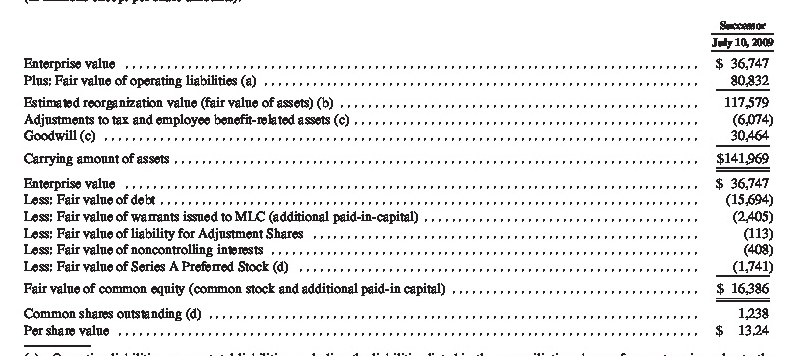 Successor
July 10, 2009
Enterprise value $ 36,747
Plus: Fair value of operating liabilities (a) 80,832
Estimated reorganization value (fair value of assets) (b) 117,579
Adjustments to tax and employee benefit-related assets (c) (6,074)
Goodwill (c) 30,464
Carrying amount of assets $141,969
Enterprise value $ 36,747
Less: Fair value of debt (15,694)
Less: Fair value of warrants issued to MLC (additional paid-in-capital) (2,405)
Less: Fair value of liability for Adjustment Shares (113)
Less: Fair value of noncontrolling interests (408)
Less: Fair value of Series A Preferred Stock (d) (1,741)
Fair value of common equity (common stock and additional paid-in capital) $ 16,386
Common shares outstanding (d) 1,238
Per share value $ 13.24